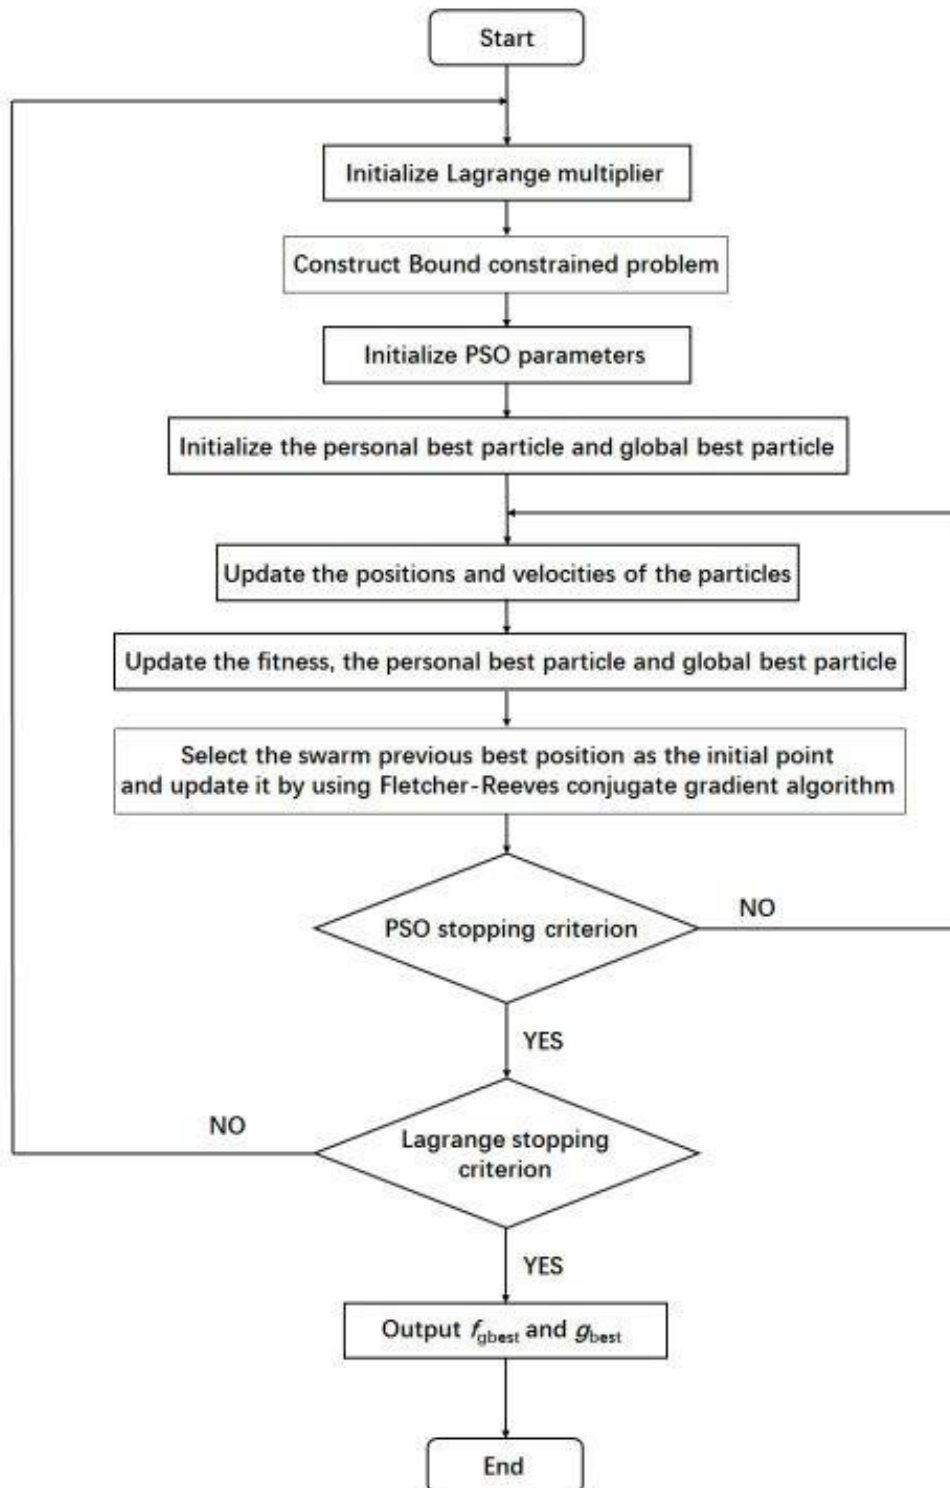 Start
Initialize Lagrange multiplier
Construct Bound constrained problem
Initialize PSO parameters
Initialize the personal best particle and global best particle
Update the positions and velocities of the particles
Update the fitness, the personal best particle and global best particle
Select the swarm previous best position as the initial point
and update it by using Fletcher-Reeves conjugate gradient algorithm
PSO stopping criterion
NO
YES
NO
Lagrange stopping
criterion
YES
Output fgbest and gbest
End